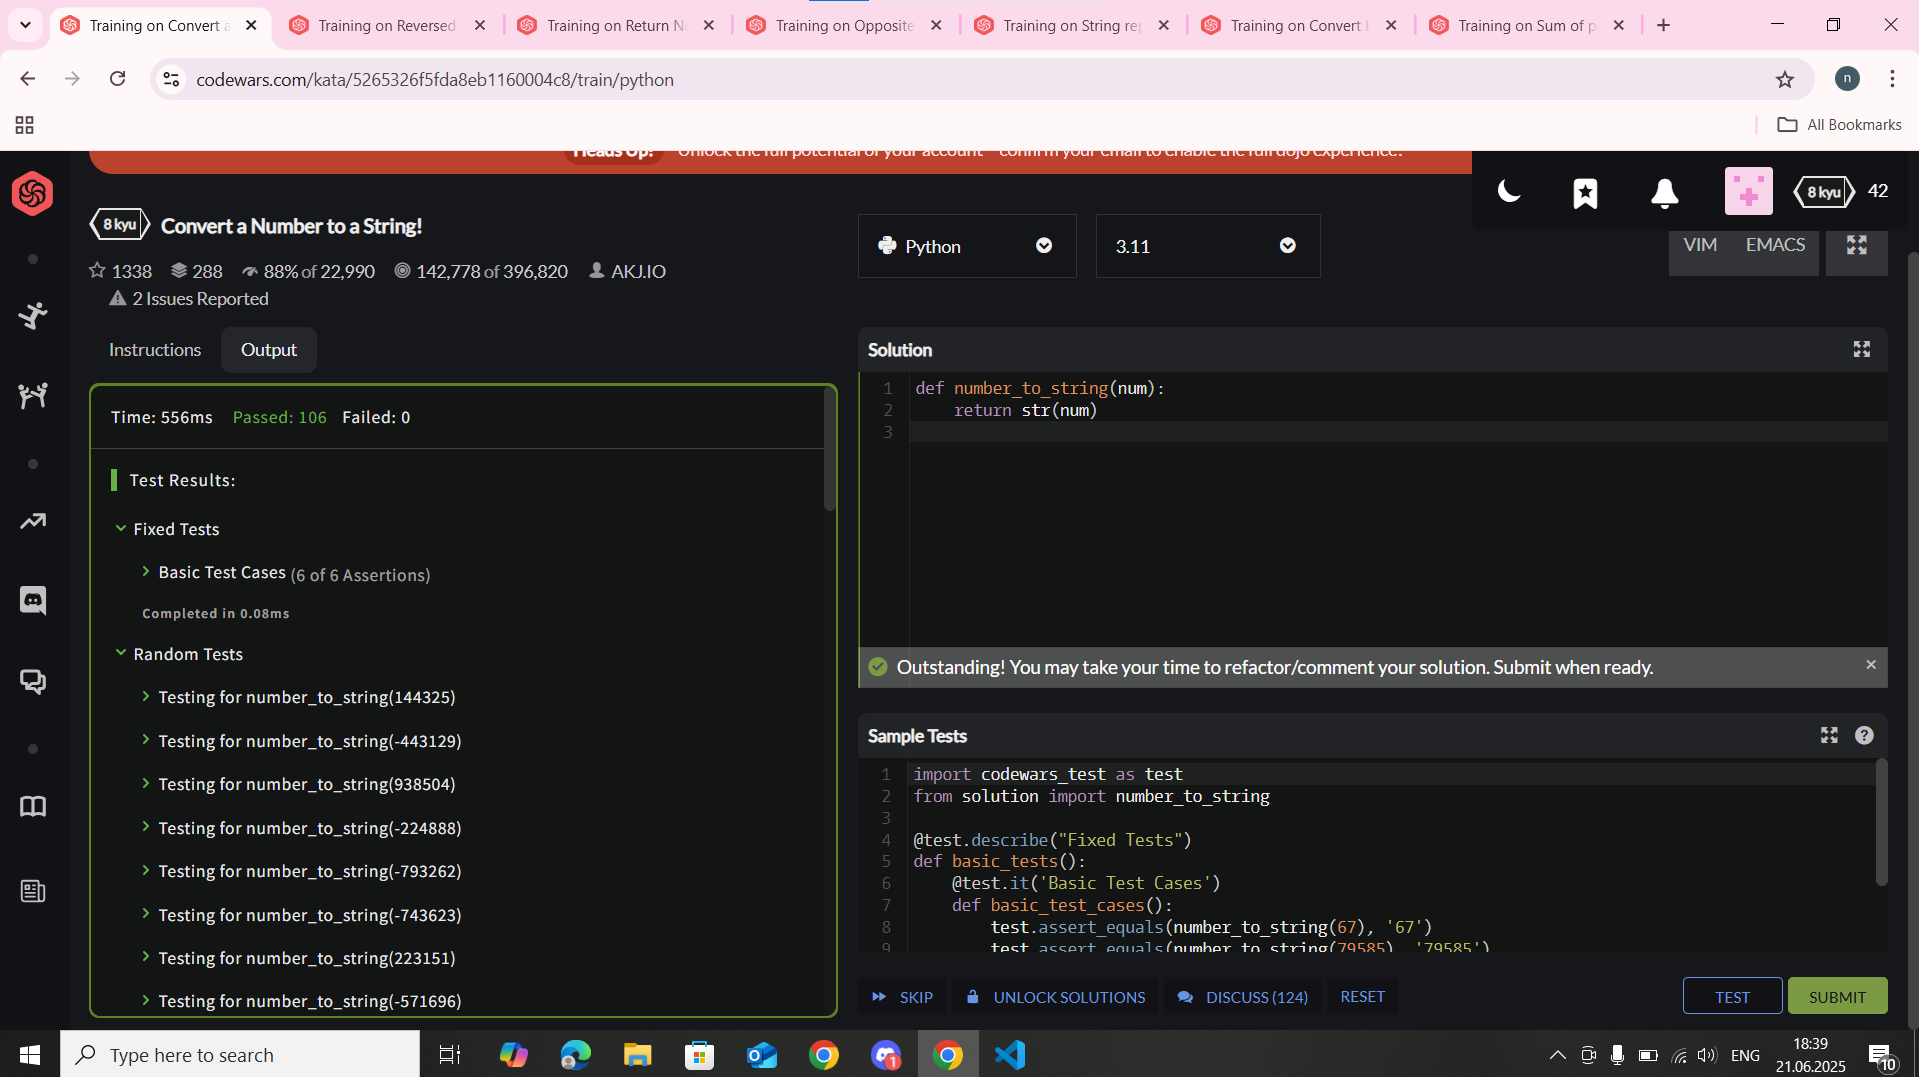 Training on Convert a
Training on Reversed
Training on Return Ne
Training on Opposite
Training on String rep
Training on Convert b
Training on Sum of p
codewars.com/kata/5265326f5fda8eb1160004c8/train/python
n
All Bookmarks
Heads Up! Unlock the full potential of your account - confirm your email to enable the full dojo experience.
8 kyu 42
8 kyu Convert a Number to a String!
1338 288 88% of 22,990 142,778 of 396,820 AKJ.IO
2 Issues Reported
Python
3.11
VIM EMACS
Instructions Output
Time: 556ms Passed: 106 Failed: 0
Test Results:
Fixed Tests
Basic Test Cases (6 of 6 Assertions)
Completed in 0.08ms
Random Tests
Testing for number_to_string(144325)
Testing for number_to_string(-443129)
Testing for number_to_string(938504)
Testing for number_to_string(-224888)
Testing for number_to_string(-793262)
Testing for number_to_string(-743623)
Testing for number_to_string(223151)
Testing for number_to_string(-571696)
Solution
1 def number_to_string(num):
2     return str(num)
3
Outstanding! You may take your time to refactor/comment your solution. Submit when ready.
Sample Tests
1 import codewars_test as test
2 from solution import number_to_string
3
4 @test.describe("Fixed Tests")
5 def basic_tests():
6     @test.it('Basic Test Cases')
7     def basic_test_cases():
8         test.assert_equals(number_to_string(67), '67')
9         test.assert_equals(number_to_string(79585), '79585')
SKIP UNLOCK SOLUTIONS DISCUSS (124) RESET
TEST SUBMIT
Type here to search
1
ENG
18:39
21.06.2025
10